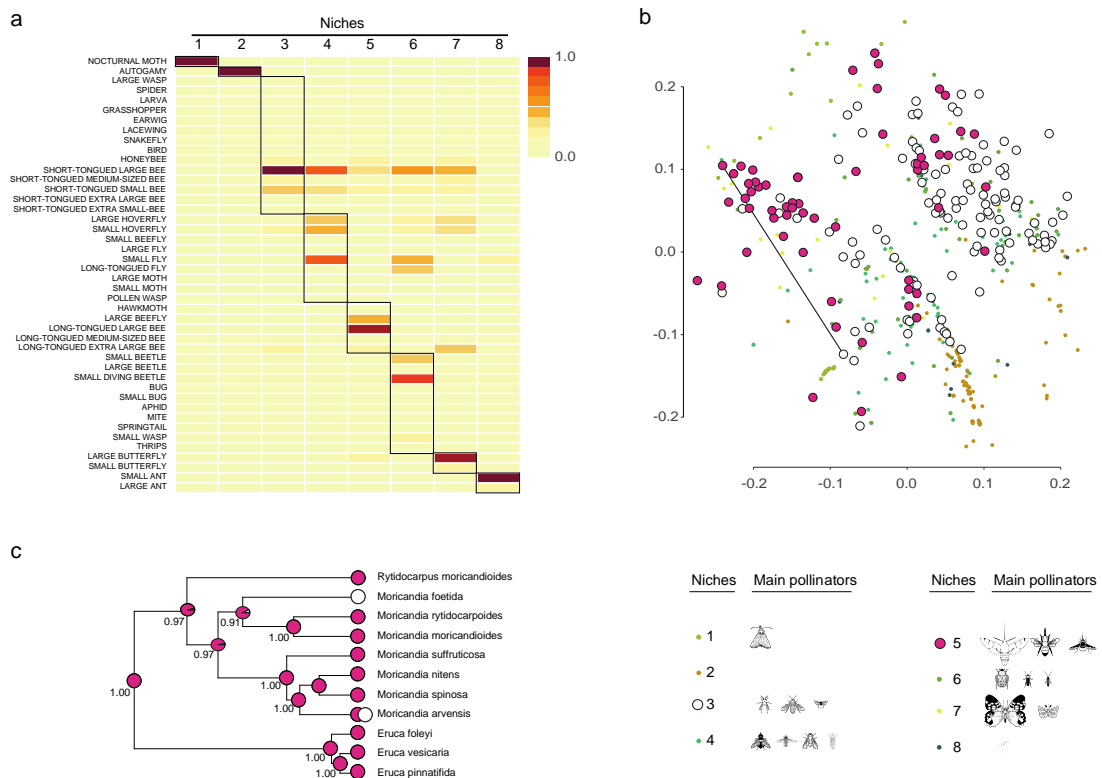 a
Niches
1 2 3 4 5 6 7 8
NOCTURNAL MOTH
AUTOGAMY
LARGE WASP
SPIDER
LARVA
GRASSHOPPER
EARWIG
LACEWING
SNAKEFLY
BIRD
HONEYBEE
SHORT-TONGUED LARGE BEE
SHORT-TONGUED MEDIUM-SIZED BEE
SHORT-TONGUED SMALL BEE
SHORT-TONGUED EXTRA LARGE BEE
SHORT-TONGUED EXTRA SMALL-BEE
LARGE HOVERFLY
SMALL HOVERFLY
SMALL BEEFLY
LARGE FLY
SMALL FLY
LONG-TONGUED FLY
LARGE MOTH
SMALL MOTH
POLLEN WASP
HAWKMOTH
LARGE BEEFLY
LONG-TONGUED LARGE BEE
LONG-TONGUED MEDIUM-SIZED BEE
LONG-TONGUED EXTRA LARGE BEE
SMALL BEETLE
LARGE BEETLE
SMALL DIVING BEETLE
BUG
SMALL BUG
APHID
MITE
SPRINGTAIL
SMALL WASP
THRIPS
LARGE BUTTERFLY
SMALL BUTTERFLY
SMALL ANT
LARGE ANT
1.0
0.0
b
0.2
0.1
0.0
-0.1
-0.2
-0.2 -0.1 0.0 0.1 0.2
c
Rytidocarpus moricandioides
Moricandia foetida
Moricandia rytidocarpoides
Moricandia moricandioides
Moricandia suffruticosa
Moricandia nitens
Moricandia spinosa
Moricandia arvensis
Eruca foleyi
Eruca vesicaria
Eruca pinnatifida
0.97
0.91
1.00
0.97
1.00
1.00
1.00
1.00
1.00
Niches Main pollinators
1
2
3
4
Niches Main pollinators
5
6
7
8